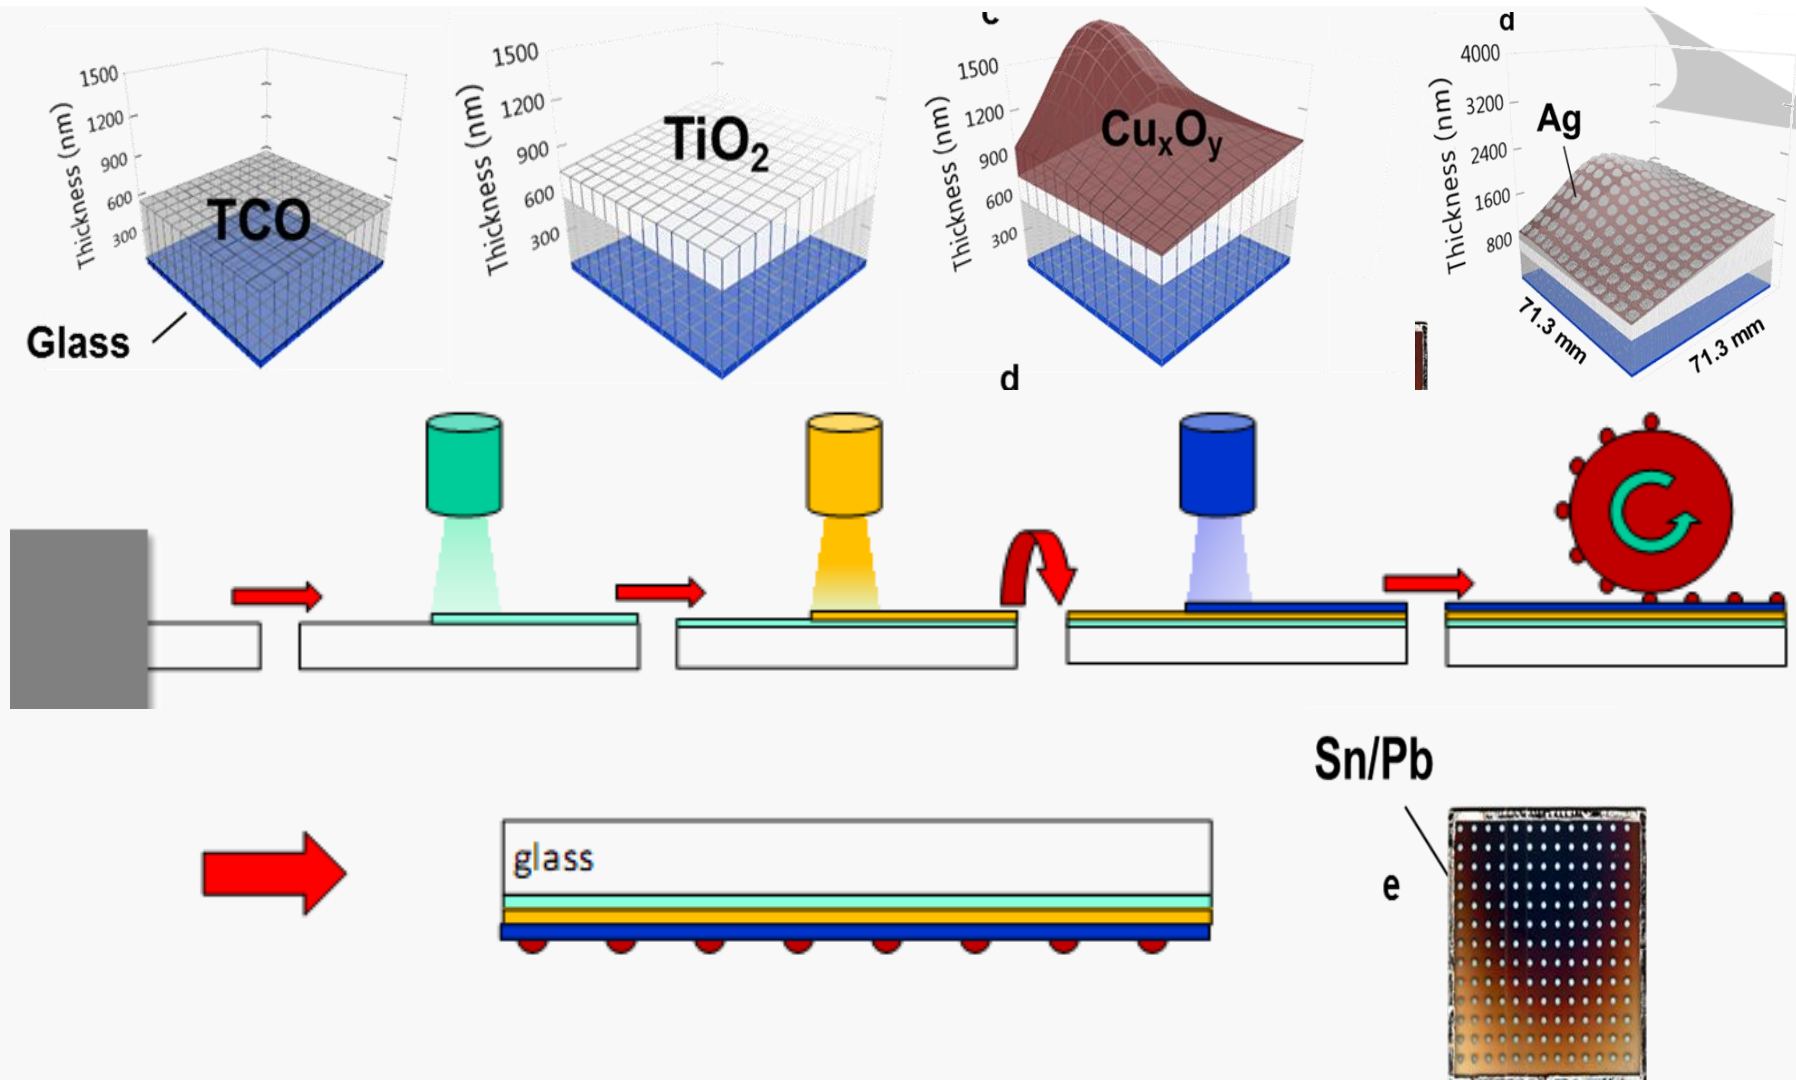 Thickness (nm)
1500
1200
900
600
300
TCO
Glass
Thickness (nm)
1500
1200
900
600
300
TiO₂
c
Thickness (nm)
1500
1200
900
600
300
CuₓOᵧ
d
d
Thickness (nm)
4000
3200
2400
1600
800
Ag
71.3 mm
71.3 mm
glass
Sn/Pb
e